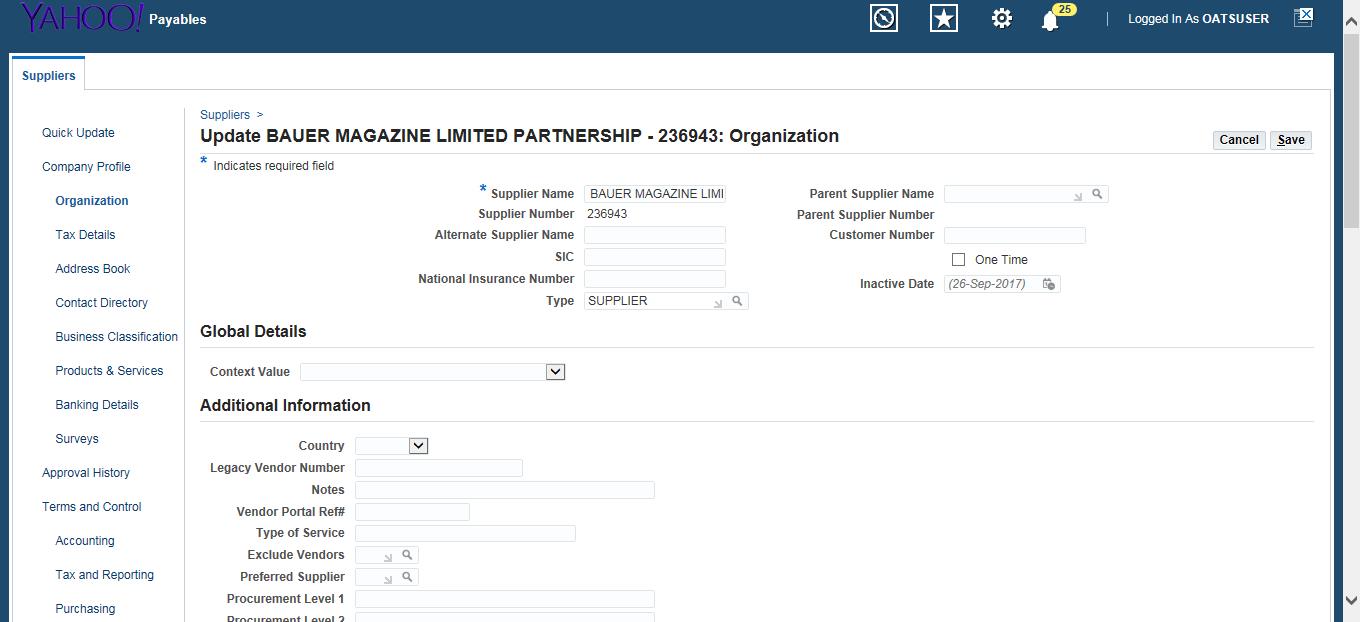 YAHOO! Payables
25
Logged In As OATSUSER
Suppliers
Quick Update
Company Profile
Organization
Tax Details
Address Book
Contact Directory
Business Classification
Products & Services
Banking Details
Surveys
Approval History
Terms and Control
Accounting
Tax and Reporting
Purchasing
Suppliers >
Update BAUER MAGAZINE LIMITED PARTNERSHIP - 236943: Organization
Cancel Save
* Indicates required field
* Supplier Name BAUER MAGAZINE LIMI
Supplier Number 236943
Alternate Supplier Name
SIC
National Insurance Number
Type SUPPLIER
Parent Supplier Name
Parent Supplier Number
Customer Number
One Time
Inactive Date (26-Sep-2017)
Global Details
Context Value
Additional Information
Country
Legacy Vendor Number
Notes
Vendor Portal Ref#
Type of Service
Exclude Vendors
Preferred Supplier
Procurement Level 1
Procurement Level 2